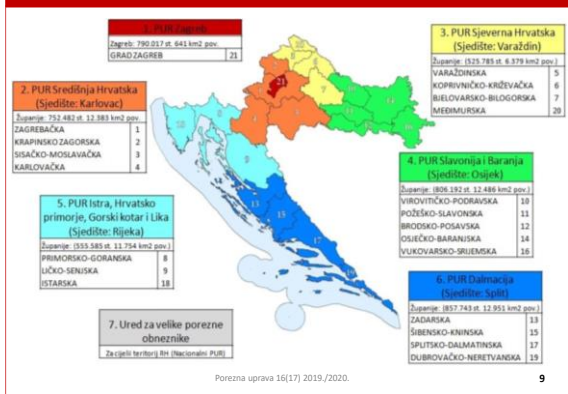 1. PUR Zagreb
Zagreb: 790.017 st. 641 km2 pov.
GRAD ZAGREB 21
2. PUR Središnja Hrvatska
(Sjedište: Karlovac)
Županije: 752.482 st. 12.383 km2 pov.)
ZAGREBAČKA 1
KRAPINSKO ZAGORSKA 2
SISAČKO-MOSLAVAČKA 3
KARLOVAČKA 4
3. PUR Sjeverna Hrvatska
(Sjedište: Varaždin)
Županije: (525.785 st. 6.379 km2 pov.)
VARAŽDINSKA 5
KOPRIVNIČKO-KRIŽEVAČKA 6
BJELOVARSKO-BILOGORSKA 7
MEĐIMURSKA 20
4. PUR Slavonija i Baranja
(Sjedište: Osijek)
Županije: (806.192 st. 12.486 km2 pov.)
VIROVITIČKO-PODRAVSKA 10
POŽEŠKO-SLAVONSKA 11
BRODSKO-POSAVSKA 12
OSJEČKO-BARANJSKA 14
VUKOVARSKO-SRIJEMSKA 16
5. PUR Istra, Hrvatsko
primorje, Gorski kotar i Lika
(Sjedište: Rijeka)
Županije: (555.585 st. 11.754 km2 pov.)
PRIMORSKO-GORANSKA 8
LIČKO-SENJSKA 9
ISTARSKA 18
6. PUR Dalmacija
(Sjedište: Split)
Županije: (857.743 st. 12.951 km2 pov.)
ZADARSKA 13
ŠIBENSKO-KNINSKA 15
SPLITSKO-DALMATINSKA 17
DUBROVAČKO-NERETVANSKA 19
7. Ured za velike porezne
obveznike
Za cijeli teritorij RH (Nacionalni PUR)
21
7
9
13
15
17
Porezna uprava 16(17) 2019./2020.
9